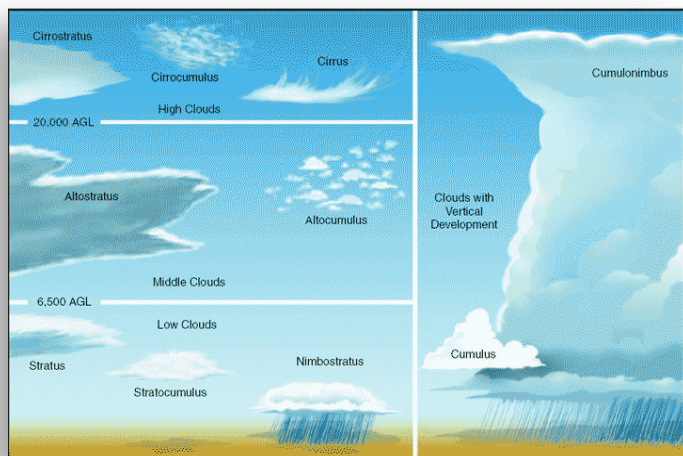 Cirrostratus
Cirrocumulus
Cirrus
High Clouds
20,000 AGL
Altostratus
Altocumulus
Middle Clouds
6,500 AGL
Low Clouds
Stratus
Stratocumulus
Nimbostratus
Cumulonimbus
Clouds with
Vertical
Development
Cumulus